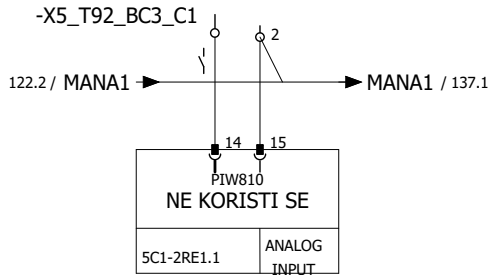 -X5_T92_BC3_C1
2
122.2 / MANA1
MANA1 / 137.1
14 15
PIW810
NE KORISTI SE
5C1-2RE1.1
ANALOG
INPUT